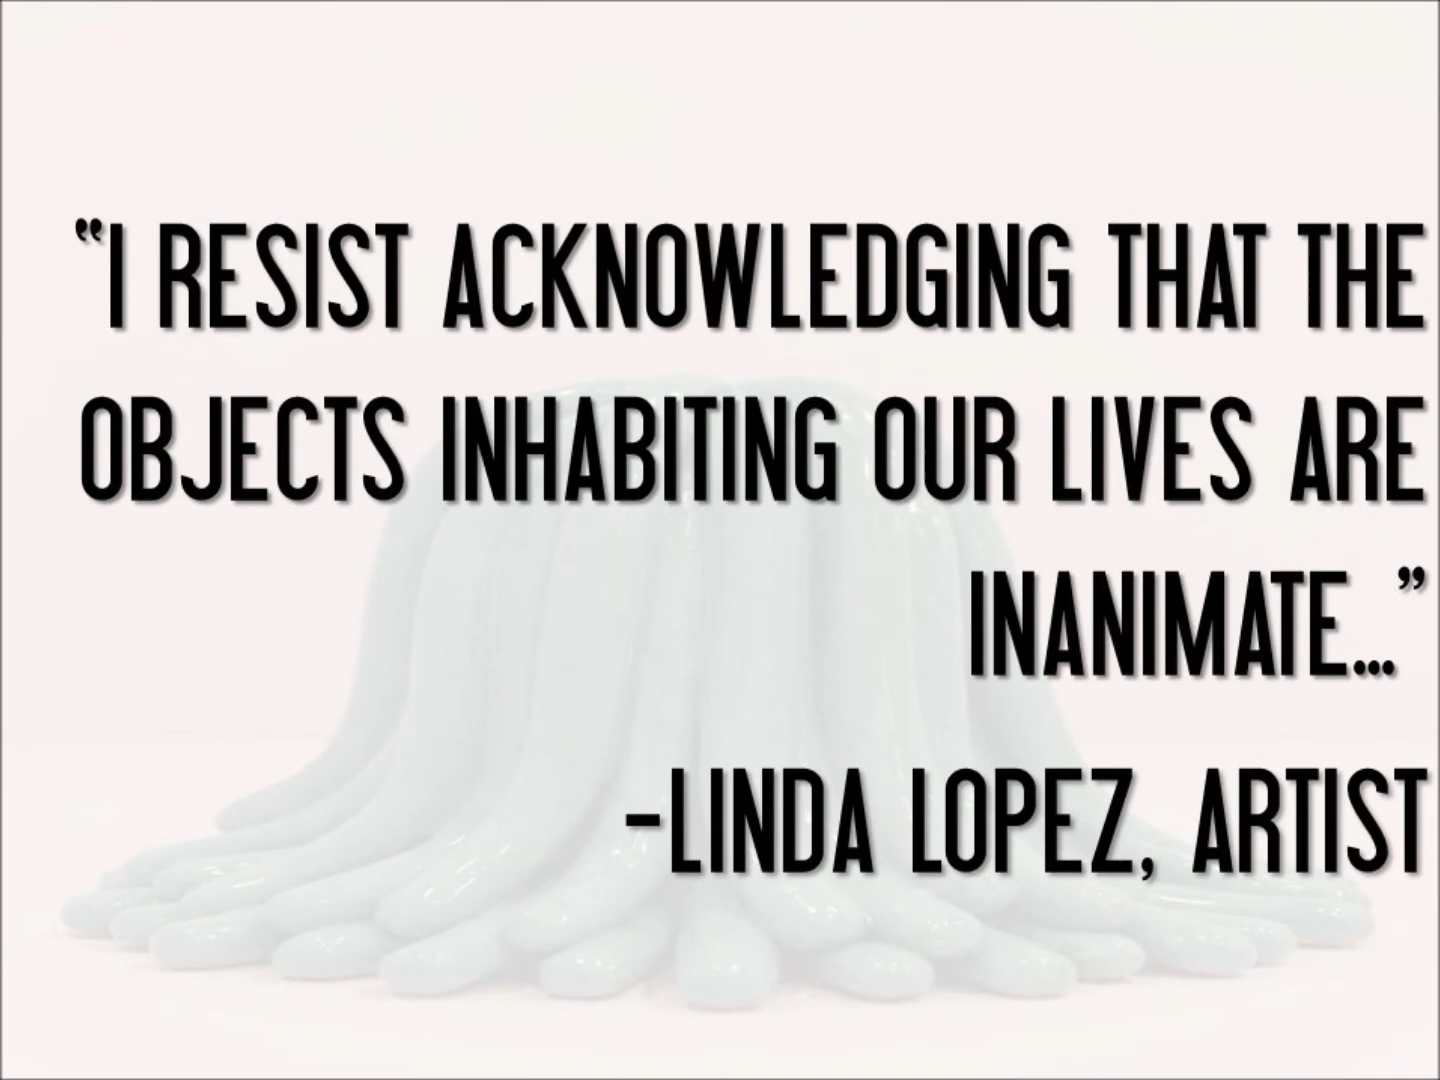 “I RESIST ACKNOWLEDGING THAT THE
OBJECTS INHABITING OUR LIVES ARE
INANIMATE…”
-LINDA LOPEZ, ARTIST